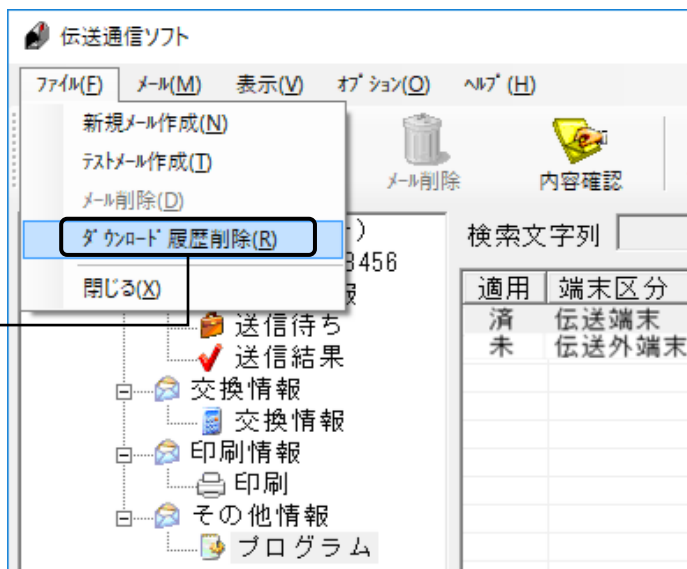 伝送通信ソフト
ﾌｧｲﾙ(F) ﾒｰﾙ(M) 表示(V) ｵﾌﾟｼｮﾝ(O) ﾍﾙﾌﾟ(H)
新規ﾒｰﾙ作成(N)
ﾃｽﾄﾒｰﾙ作成(T)
ﾒｰﾙ削除(D)
ﾀﾞｳﾝﾛｰﾄﾞ履歴削除(R)
閉じる(X)
ﾒｰﾙ削除 内容確認
)
3456
検索文字列
適用 端末区分
済 伝送端末
未 伝送外端末
送信待ち
送信結果
交換情報
交換情報
印刷情報
印刷
その他情報
プログラム